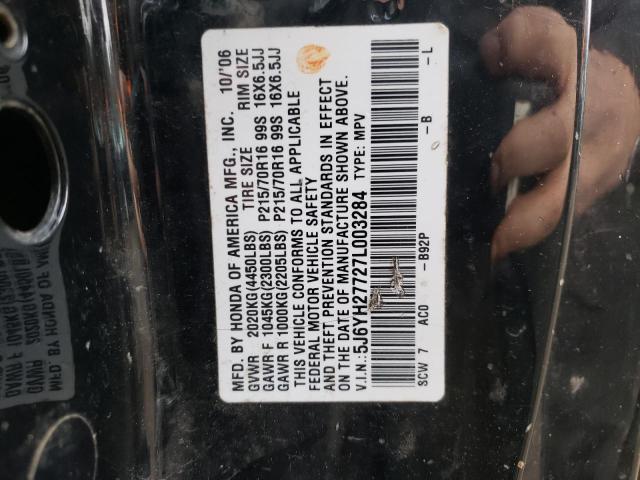 MFD. BY HONDA OF AMERICA MFG., INC. 10/'06
GVWR 2020KG(4450LBS) TIRE SIZE RIM SIZE
GAWR F 1045KG(2300LBS) P215/70R16 99S 16X6.5JJ
GAWR R 1000KG(2205LBS) P215/70R16 99S 16X6.5JJ
THIS VEHICLE CONFORMS TO ALL APPLICABLE
FEDERAL MOTOR VEHICLE SAFETY
AND THEFT PREVENTION STANDARDS IN EFFECT
ON THE DATE OF MANUFACTURE SHOWN ABOVE.
V.I.N.:5J6YH27727L003284 TYPE: MPV
SCW 7 AC0 -B92P -B -L